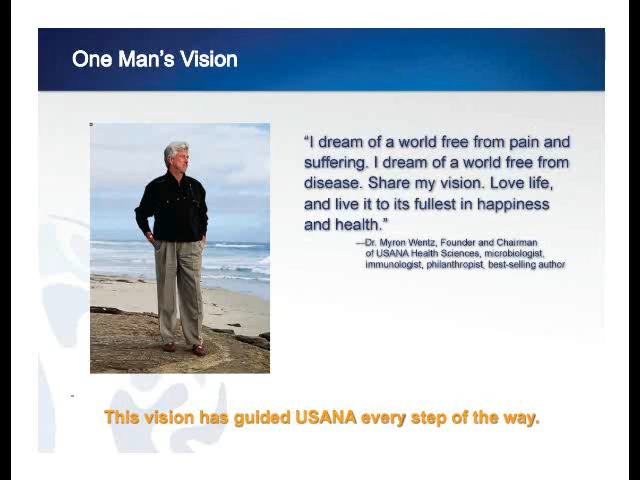 One Man's Vision
“I dream of a world free from pain and
suffering. I dream of a world free from
disease. Share my vision. Love life,
and live it to its fullest in happiness
and health.”
—Dr. Myron Wentz, Founder and Chairman
of USANA Health Sciences, microbiologist,
immunologist, philanthropist, best-selling author
This vision has guided USANA every step of the way.